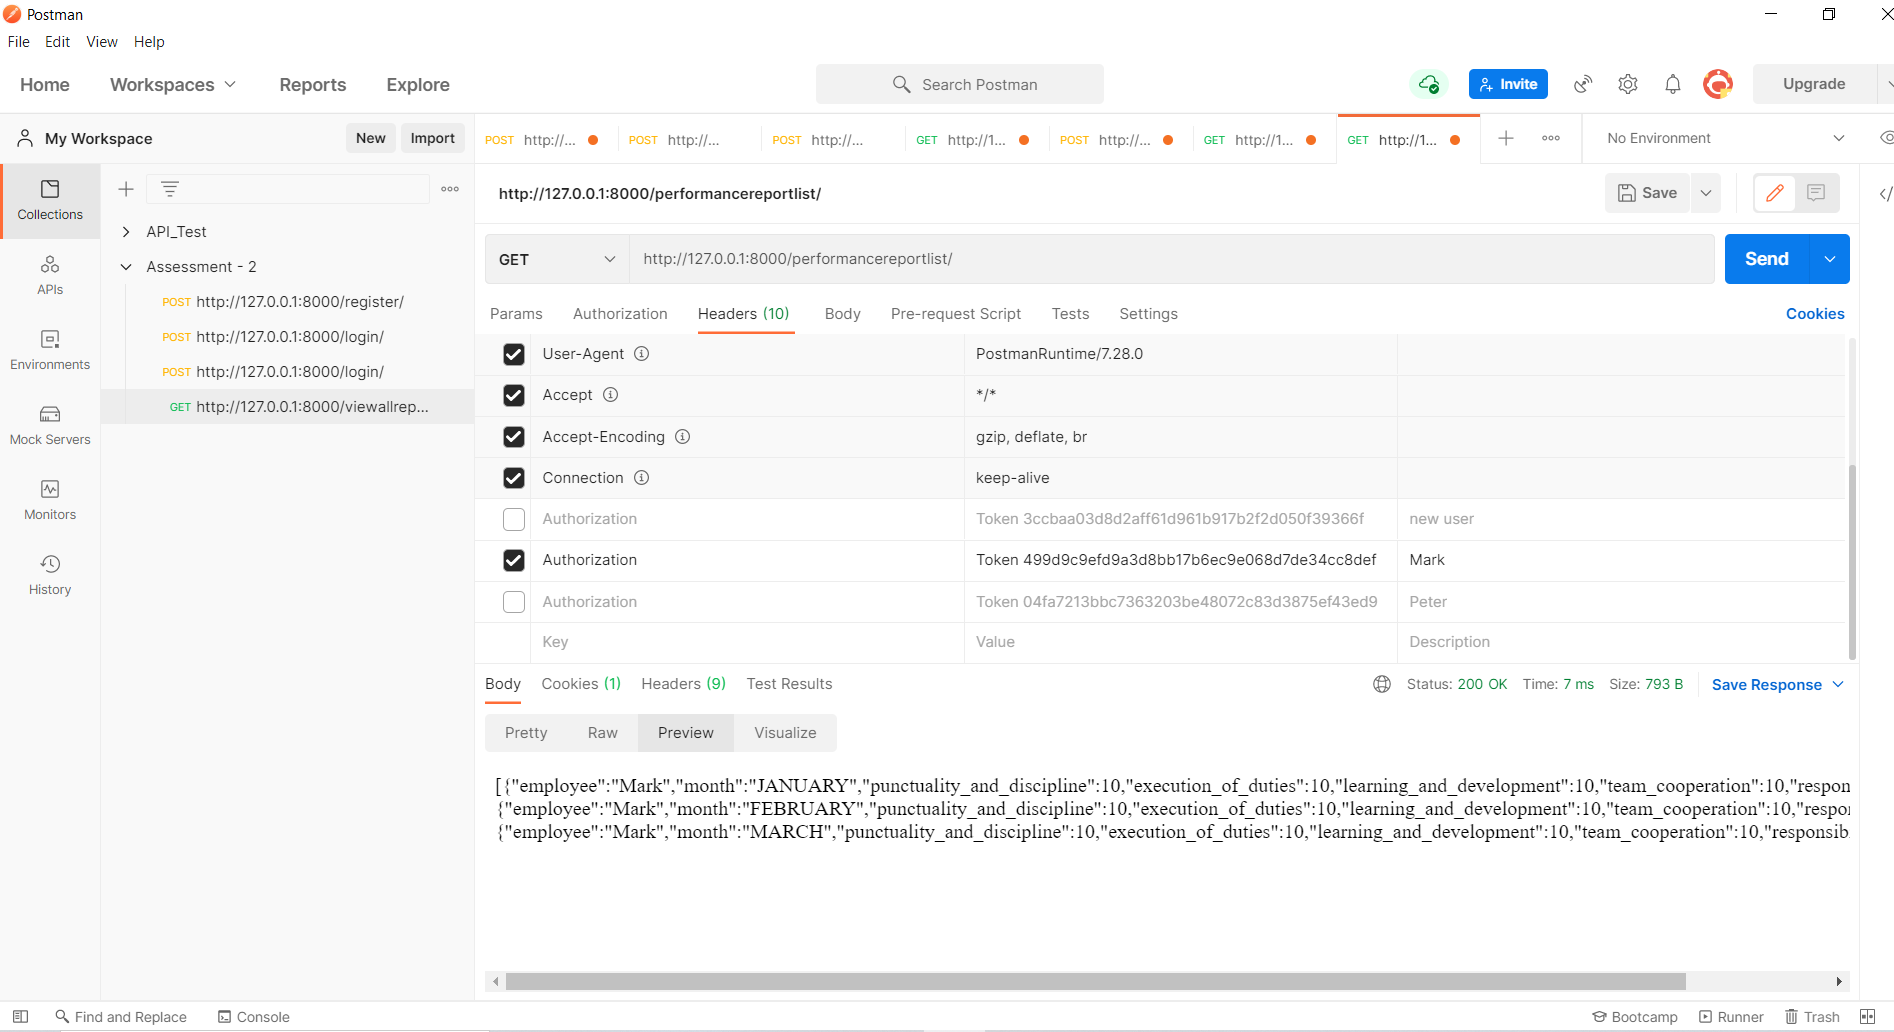 Postman
File Edit View Help
Home Workspaces Reports Explore Search Postman Invite Upgrade
My Workspace New Import
POST http://... POST http://... POST http://... GET http://1... POST http://... GET http://1... GET http://1... No Environment
Collections
APIs
Environments
Mock Servers
Monitors
History
API_Test
Assessment - 2
POST http://127.0.0.1:8000/register/
POST http://127.0.0.1:8000/login/
POST http://127.0.0.1:8000/login/
GET http://127.0.0.1:8000/viewallrep...
http://127.0.0.1:8000/performancereportlist/ Save
GET http://127.0.0.1:8000/performancereportlist/ Send
Params Authorization Headers (10) Body Pre-request Script Tests Settings Cookies
User-Agent PostmanRuntime/7.28.0
Accept */*
Accept-Encoding gzip, deflate, br
Connection keep-alive
Authorization Token 3ccbaa03d8d2aff61d961b917b2f2d050f39366f new user
Authorization Token 499d9c9efd9a3d8bb17b6ec9e068d7de34cc8def Mark
Authorization Token 04fa7213bbc7363203be48072c83d3875ef43ed9 Peter
Key Value Description
Body Cookies (1) Headers (9) Test Results Status: 200 OK Time: 7 ms Size: 793 B Save Response
Pretty Raw Preview Visualize
[{"employee":"Mark","month":"JANUARY","punctuality_and_discipline":10,"execution_of_duties":10,"learning_and_development":10,"team_cooperation":10,"respon
{"employee":"Mark","month":"FEBRUARY","punctuality_and_discipline":10,"execution_of_duties":10,"learning_and_development":10,"team_cooperation":10,"respon
{"employee":"Mark","month":"MARCH","punctuality_and_discipline":10,"execution_of_duties":10,"learning_and_development":10,"team_cooperation":10,"responsib
Find and Replace Console Bootcamp Runner Trash